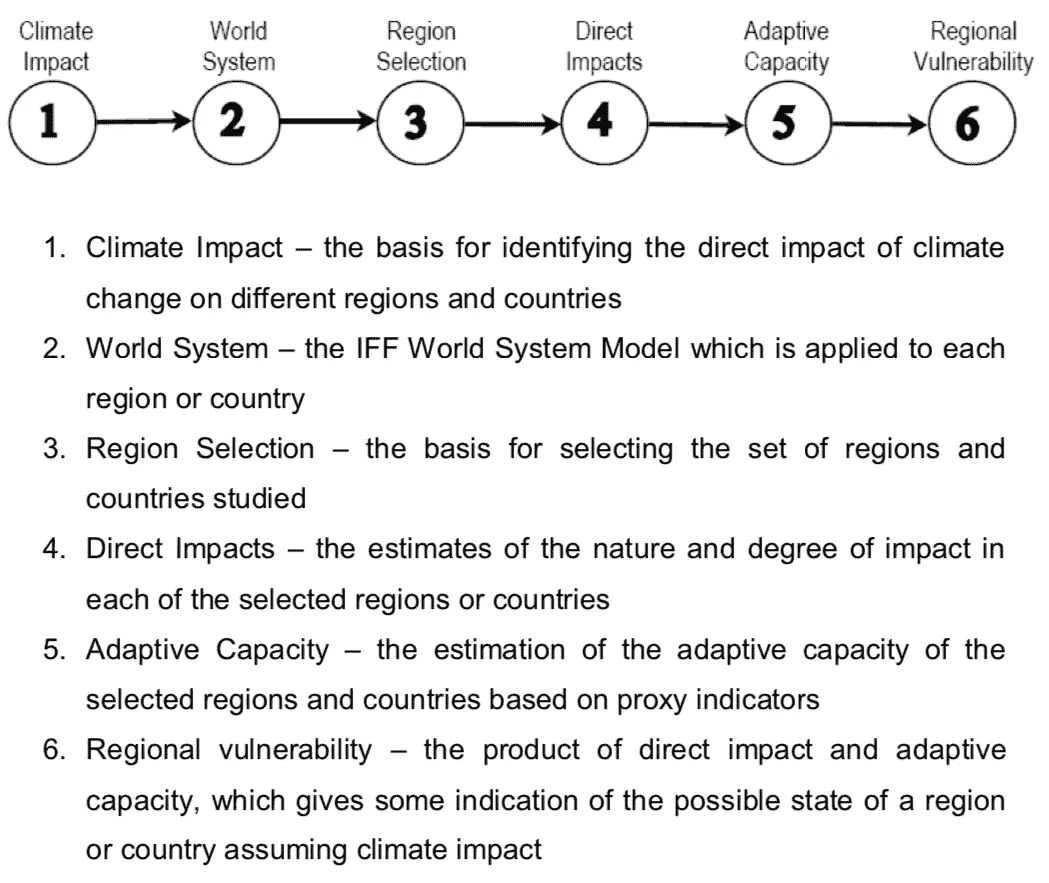 Climate Impact
World System
Region Selection
Direct Impacts
Adaptive Capacity
Regional Vulnerability
1 2 3 4 5 6
1. Climate Impact – the basis for identifying the direct impact of climate
change on different regions and countries
2. World System – the IFF World System Model which is applied to each
region or country
3. Region Selection – the basis for selecting the set of regions and
countries studied
4. Direct Impacts – the estimates of the nature and degree of impact in
each of the selected regions or countries
5. Adaptive Capacity – the estimation of the adaptive capacity of the
selected regions and countries based on proxy indicators
6. Regional vulnerability – the product of direct impact and adaptive
capacity, which gives some indication of the possible state of a region
or country assuming climate impact